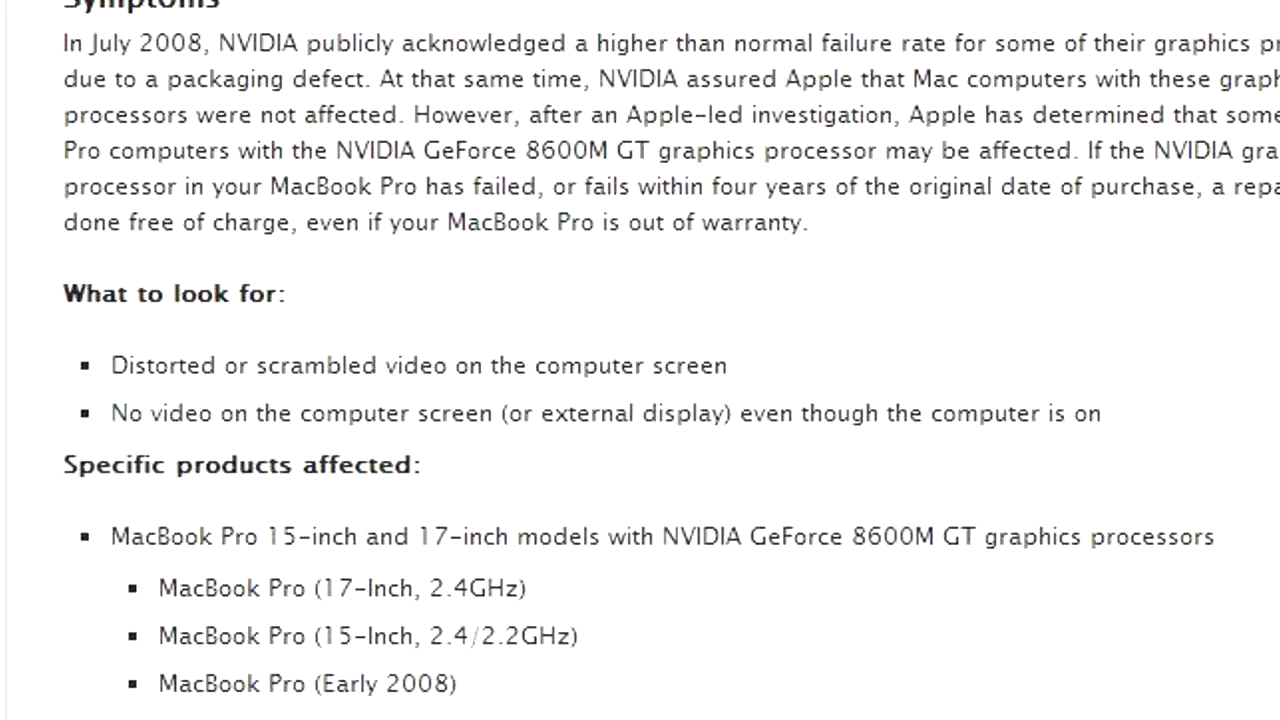 Symptoms
In July 2008, NVIDIA publicly acknowledged a higher than normal failure rate for some of their graphics
due to a packaging defect. At that same time, NVIDIA assured Apple that Mac computers with these
processors were not affected. However, after an Apple-led investigation, Apple has determined that some
Pro computers with the NVIDIA GeForce 8600M GT graphics processor may be affected. If the NVIDIA
processor in your MacBook Pro has failed, or fails within four years of the original date of purchase, a
done free of charge, even if your MacBook Pro is out of warranty.
What to look for:
▪ Distorted or scrambled video on the computer screen
▪ No video on the computer screen (or external display) even though the computer is on
Specific products affected:
▪ MacBook Pro 15-inch and 17-inch models with NVIDIA GeForce 8600M GT graphics processors
▪ MacBook Pro (17-Inch, 2.4GHz)
▪ MacBook Pro (15-Inch, 2.4/2.2GHz)
▪ MacBook Pro (Early 2008)